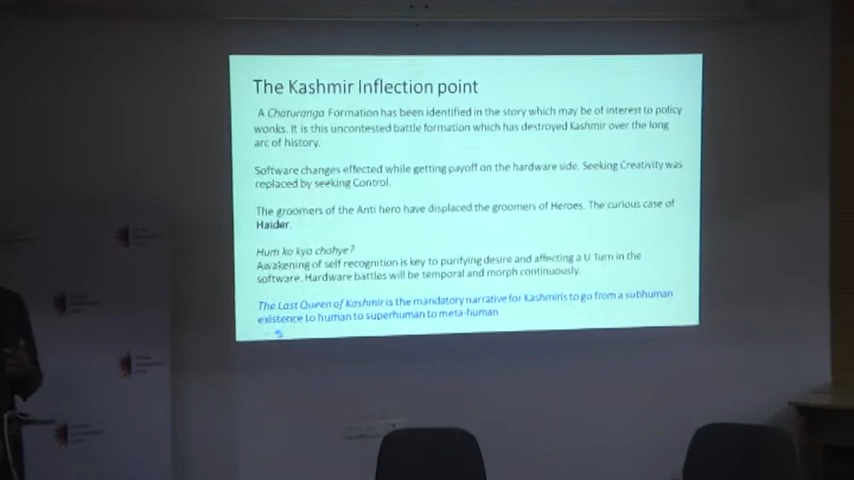 The Kashmir Inflection point
A Chaturanga Formation has been identified in the story which may be of interest to policy
wonks. It is this uncontested battle formation which has destroyed Kashmir over the long
arc of history.
Software changes effected while getting payoff on the hardware side. Seeking Creativity was
replaced by seeking Control.
The groomers of the Anti hero have displaced the groomers of Heroes. The curious case of
Haider.
Hum ko kya chahye?
Awakening of self recognition is key to purifying desire and affecting a U Turn in the
software. Hardware battles will be temporal and morph continuously.
The Last Queen of Kashmir is the mandatory narrative for Kashmiris to go from a subhuman
existence to human to superhuman to meta-human